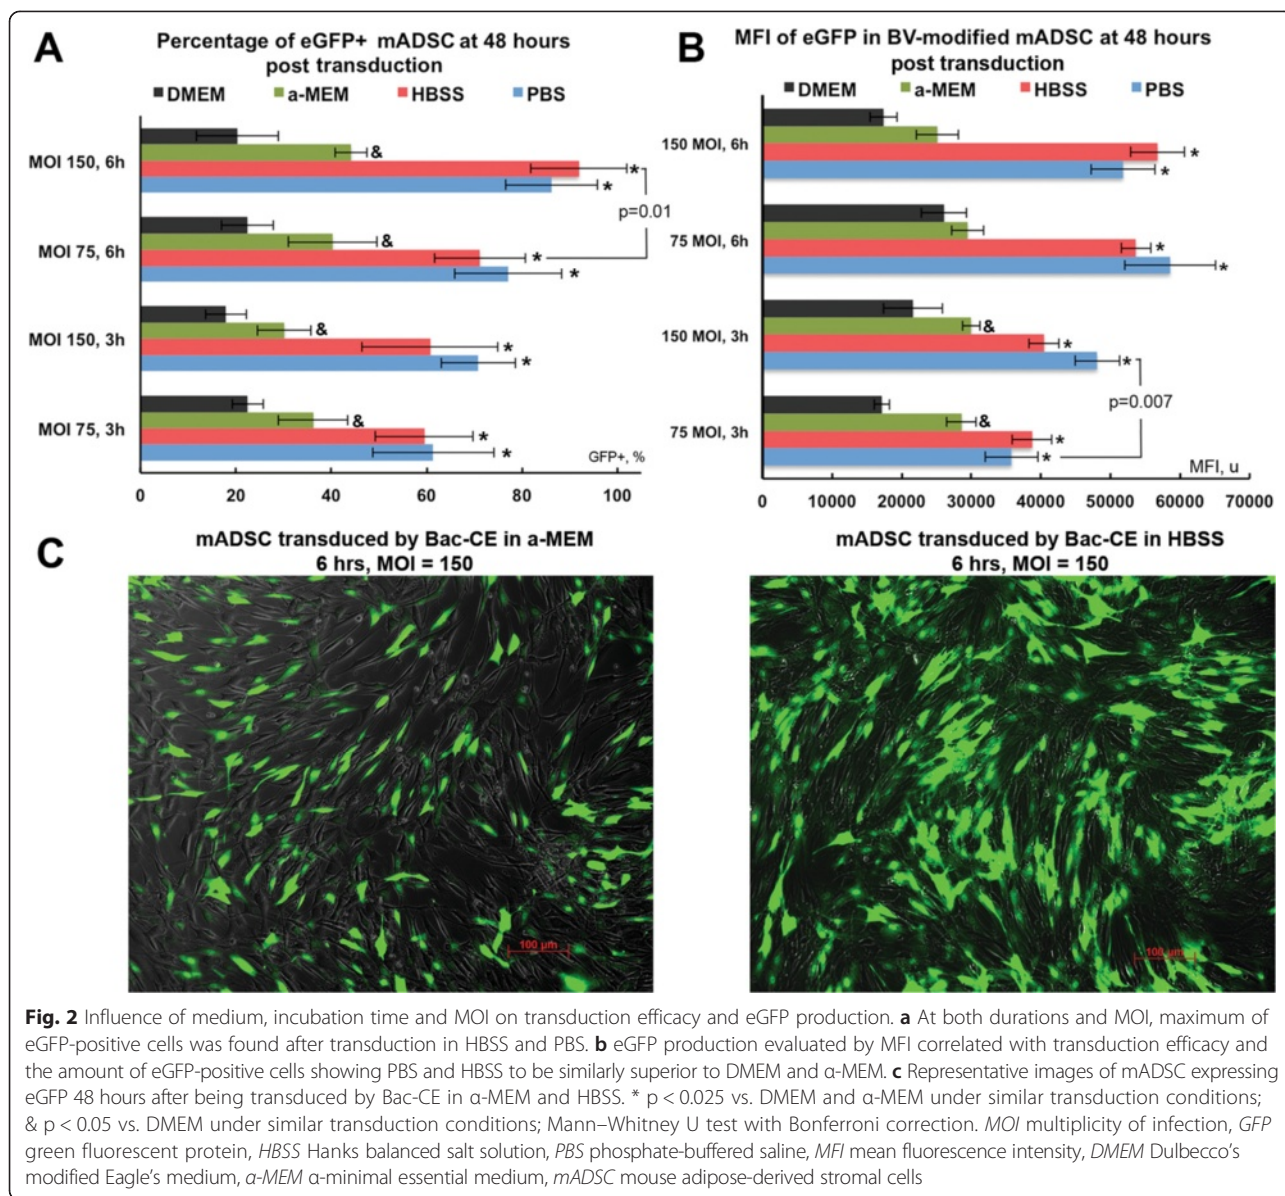 A
Percentage of eGFP+ mADSC at 48 hours
post transduction
DMEM a-MEM HBSS PBS
MOI 150, 6h
&
*
*
p=0.01
MOI 75, 6h
&
*
*
MOI 150, 3h
&
*
*
MOI 75, 3h
&
*
*
GFP+, %
0 20 40 60 80 100
B
MFI of eGFP in BV-modified mADSC at 48 hours
post transduction
DMEM a-MEM HBSS PBS
150 MOI, 6h
*
*
75 MOI, 6h
*
*
150 MOI, 3h
&
*
*
p=0.007
75 MOI, 3h
&
*
*
MFI, u
0 10000 20000 30000 40000 50000 60000 70000
C
mADSC transduced by Bac-CE in a-MEM
6 hrs, MOI = 150
100 µm
mADSC transduced by Bac-CE in HBSS
6 hrs, MOI = 150
100 µm
Fig. 2 Influence of medium, incubation time and MOI on transduction efficacy and eGFP production. a At both durations and MOI, maximum of
eGFP-positive cells was found after transduction in HBSS and PBS. b eGFP production evaluated by MFI correlated with transduction efficacy and
the amount of eGFP-positive cells showing PBS and HBSS to be similarly superior to DMEM and α-MEM. c Representative images of mADSC expressing
eGFP 48 hours after being transduced by Bac-CE in α-MEM and HBSS. * p < 0.025 vs. DMEM and α-MEM under similar transduction conditions;
& p < 0.05 vs. DMEM under similar transduction conditions; Mann–Whitney U test with Bonferroni correction. MOI multiplicity of infection, GFP
green fluorescent protein, HBSS Hanks balanced salt solution, PBS phosphate-buffered saline, MFI mean fluorescence intensity, DMEM Dulbecco's
modified Eagle's medium, α-MEM α-minimal essential medium, mADSC mouse adipose-derived stromal cells